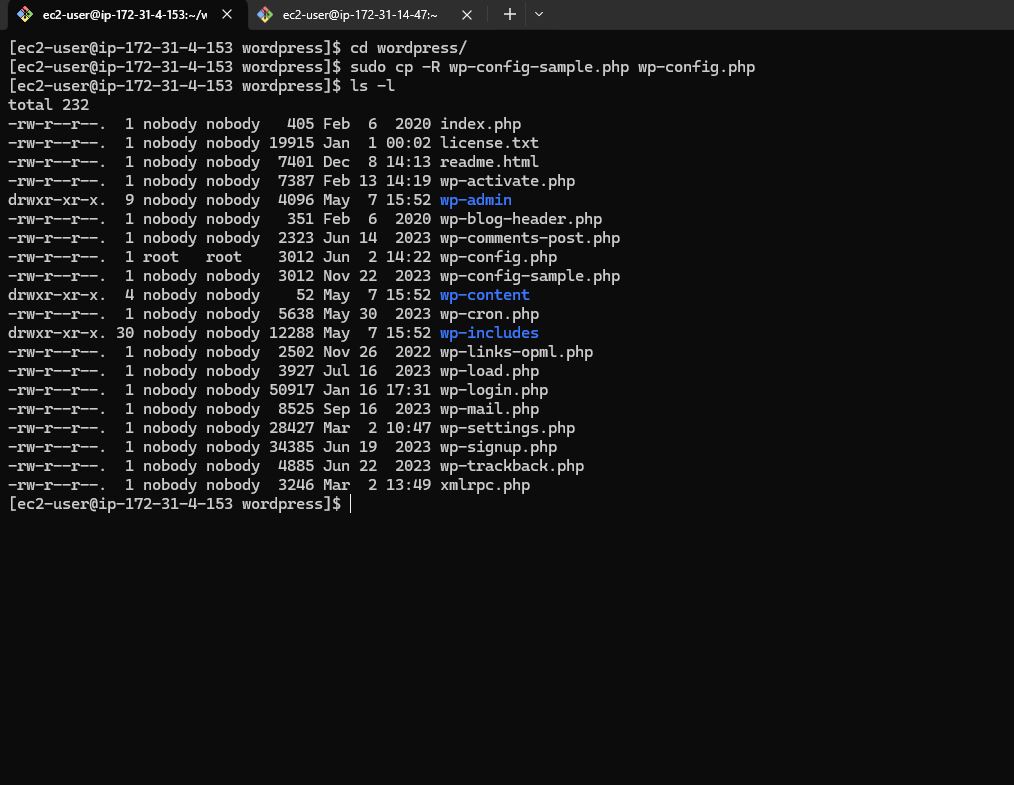 ec2-user@ip-172-31-4-153:~/w ec2-user@ip-172-31-14-47:~
[ec2-user@ip-172-31-4-153 wordpress]$ cd wordpress/
[ec2-user@ip-172-31-4-153 wordpress]$ sudo cp -R wp-config-sample.php wp-config.php
[ec2-user@ip-172-31-4-153 wordpress]$ ls -l
total 232
-rw-r--r--.  1 nobody nobody   405 Feb  6  2020 index.php
-rw-r--r--.  1 nobody nobody 19915 Jan  1 00:02 license.txt
-rw-r--r--.  1 nobody nobody  7401 Dec  8 14:13 readme.html
-rw-r--r--.  1 nobody nobody  7387 Feb 13 14:19 wp-activate.php
drwxr-xr-x.  9 nobody nobody  4096 May  7 15:52 wp-admin
-rw-r--r--.  1 nobody nobody   351 Feb  6  2020 wp-blog-header.php
-rw-r--r--.  1 nobody nobody  2323 Jun 14  2023 wp-comments-post.php
-rw-r--r--.  1 root   root    3012 Jun  2 14:22 wp-config.php
-rw-r--r--.  1 nobody nobody  3012 Nov 22  2023 wp-config-sample.php
drwxr-xr-x.  4 nobody nobody    52 May  7 15:52 wp-content
-rw-r--r--.  1 nobody nobody  5638 May 30  2023 wp-cron.php
drwxr-xr-x. 30 nobody nobody 12288 May  7 15:52 wp-includes
-rw-r--r--.  1 nobody nobody  2502 Nov 26  2022 wp-links-opml.php
-rw-r--r--.  1 nobody nobody  3927 Jul 16  2023 wp-load.php
-rw-r--r--.  1 nobody nobody 50917 Jan 16 17:31 wp-login.php
-rw-r--r--.  1 nobody nobody  8525 Sep 16  2023 wp-mail.php
-rw-r--r--.  1 nobody nobody 28427 Mar  2 10:47 wp-settings.php
-rw-r--r--.  1 nobody nobody 34385 Jun 19  2023 wp-signup.php
-rw-r--r--.  1 nobody nobody  4885 Jun 22  2023 wp-trackback.php
-rw-r--r--.  1 nobody nobody  3246 Mar  2 13:49 xmlrpc.php
[ec2-user@ip-172-31-4-153 wordpress]$